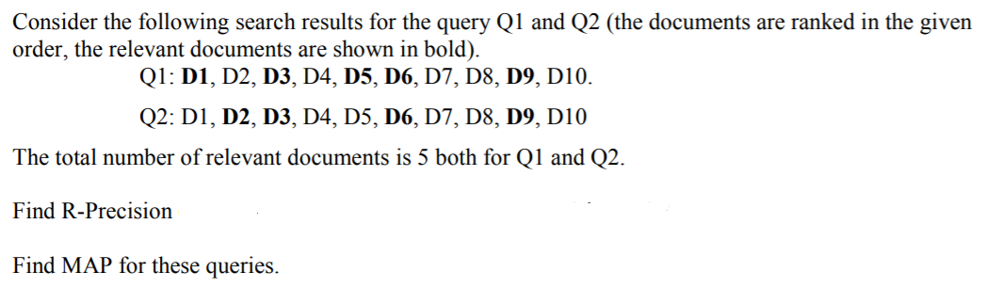 Consider the following search results for the query Q1 and Q2 (the documents are ranked in the given
order, the relevant documents are shown in bold).
Q1: D1, D2, D3, D4, D5, D6, D7, D8, D9, D10.
Q2: D1, D2, D3, D4, D5, D6, D7, D8, D9, D10
The total number of relevant documents is 5 both for Q1 and Q2.
Find R-Precision
Find MAP for these queries.